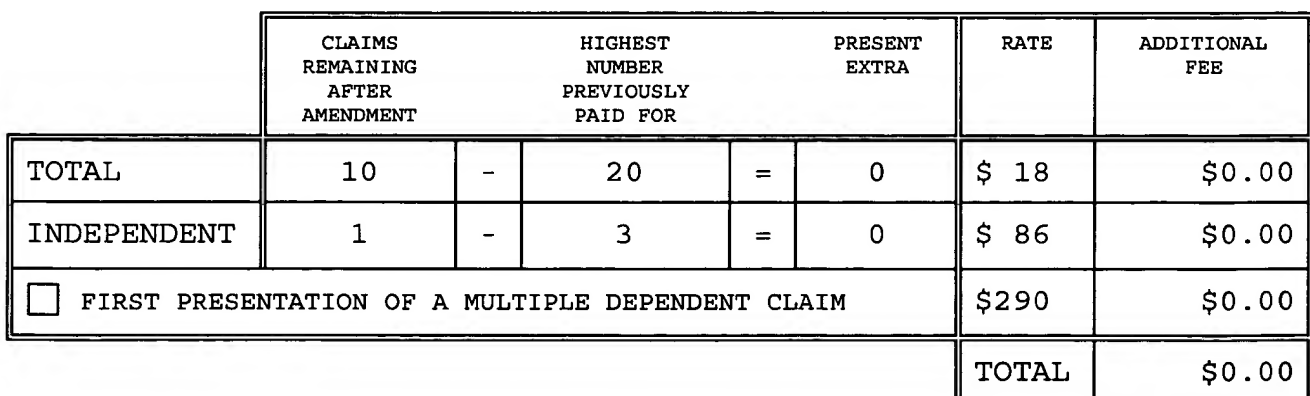 CLAIMS REMAINING AFTER AMENDMENT HIGHEST NUMBER PREVIOUSLY PAID FOR PRESENT EXTRA RATE ADDITIONAL FEE
TOTAL 10 - 20 = 0 $ 18 $0.00
INDEPENDENT 1 - 3 = 0 $ 86 $0.00
FIRST PRESENTATION OF A MULTIPLE DEPENDENT CLAIM $290 $0.00
TOTAL $0.00